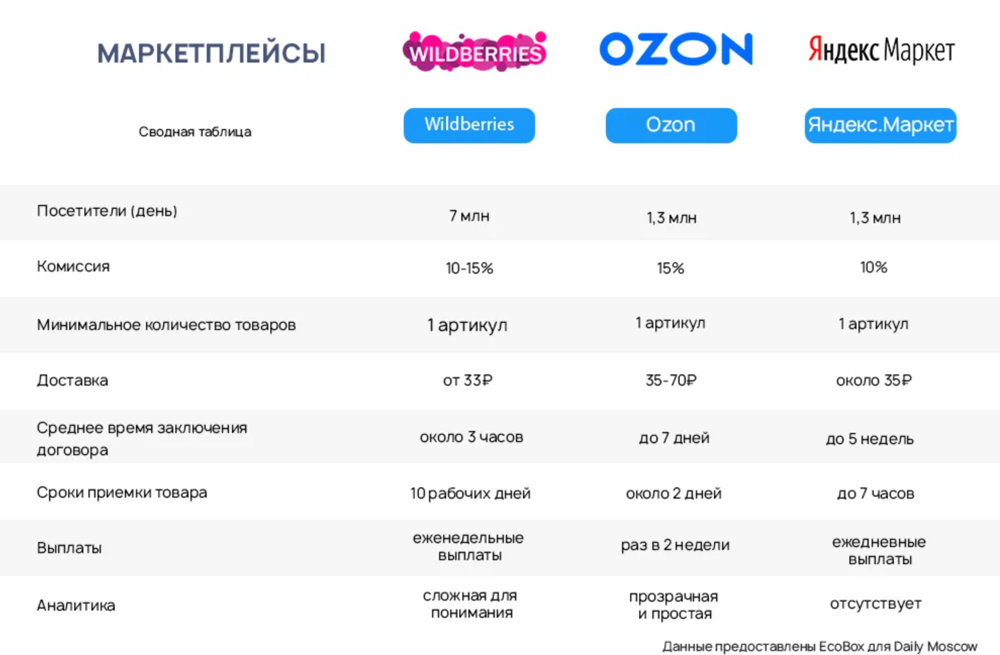 МАРКЕТПЛЕЙСЫ WILDBERRIES OZON Яндекс Маркет
Сводная таблица Wildberries Ozon Яндекс.Маркет
Посетители (день) 7 млн 1,3 млн 1,3 млн
Комиссия 10-15% 15% 10%
Минимальное количество товаров 1 артикул 1 артикул 1 артикул
Доставка от 33₽ 35-70₽ около 35₽
Среднее время заключения
договора
около 3 часов до 7 дней до 5 недель
Сроки приемки товара 10 рабочих дней около 2 дней до 7 часов
Выплаты
еженедельные
выплаты
раз в 2 недели
ежедневные
выплаты
Аналитика
сложная для
понимания
прозрачная
и простая
отсутствует
Данные предоставлены EcoBox для Daily Moscow